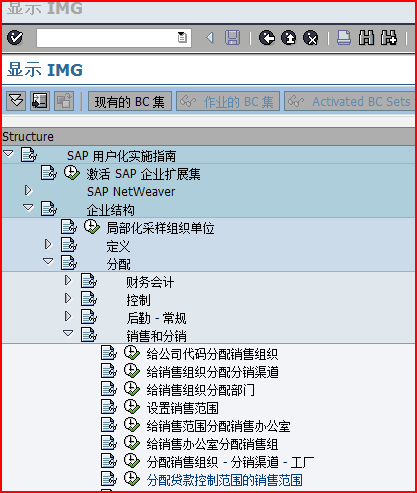 显示 IMG
显示 IMG
现有的 BC 集 作业的 BC 集 Activated BC Sets
Structure
SAP 用户化实施指南
激活 SAP 企业扩展集
SAP NetWeaver
企业结构
局部化采样组织单位
定义
分配
财务会计
控制
后勤 - 常规
销售和分销
给公司代码分配销售组织
给销售组织分配分销渠道
给销售组织分配部门
设置销售范围
给销售范围分配销售办公室
给销售办公室分配销售组
分配销售组织 - 分销渠道 - 工厂
分配贷款控制范围的销售范围